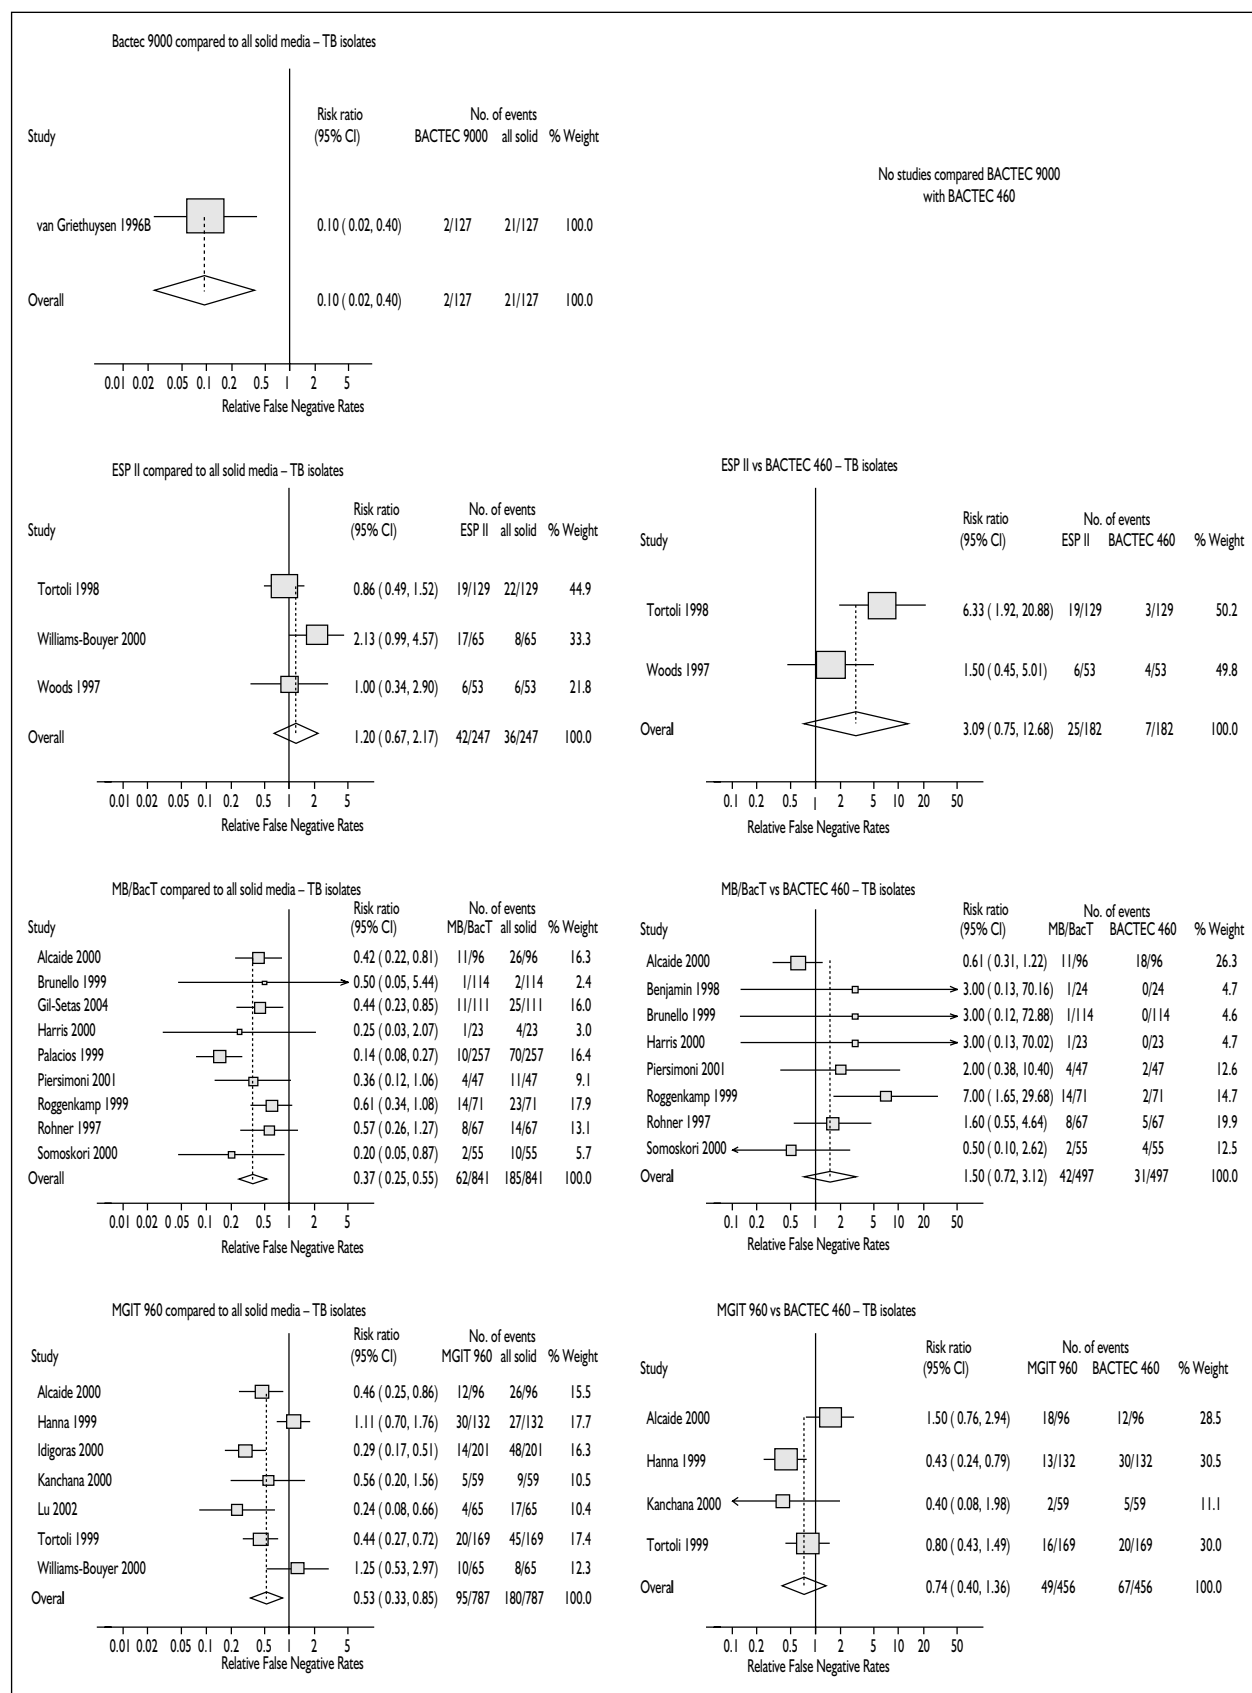 Bactec 9000 compared to all solid media – TB isolates
Risk ratio No. of events
Study (95% CI) BACTEC 9000 all solid % Weight
van Griethuysen 1996B 0.10 ( 0.02, 0.40) 2/127 21/127 100.0
Overall 0.10 ( 0.02, 0.40) 2/127 21/127 100.0
0.01 0.02 0.05 0.1 0.2 0.5 1 2 5
Relative False Negative Rates
No studies compared BACTEC 9000
with BACTEC 460
ESP II compared to all solid media – TB isolates
Risk ratio No. of events
Study (95% CI) ESP II all solid % Weight
Tortoli 1998 0.86 ( 0.49, 1.52) 19/129 22/129 44.9
Williams-Bouyer 2000 2.13 ( 0.99, 4.57) 17/65 8/65 33.3
Woods 1997 1.00 ( 0.34, 2.90) 6/53 6/53 21.8
Overall 1.20 ( 0.67, 2.17) 42/247 36/247 100.0
0.01 0.02 0.05 0.1 0.2 0.5 1 2 5
Relative False Negative Rates
ESP II vs BACTEC 460 – TB isolates
Risk ratio No. of events
Study (95% CI) ESP II BACTEC 460 % Weight
Tortoli 1998 6.33 ( 1.92, 20.88) 19/129 3/129 50.2
Woods 1997 1.50 ( 0.45, 5.01) 6/53 4/53 49.8
Overal 3.09 ( 0.75, 12.68) 25/182 7/182 100.0
0.1 0.2 0.5 1 2 5 10 20 50
Relative False Negative Rates
MB/BacT compared to all solid media – TB isolates
Risk ratio No. of events
Study (95% CI) MB/BacT all solid % Weight
Alcaide 2000 0.42 ( 0.22, 0.81) 11/96 26/96 16.3
Brunello 1999 0.50 ( 0.05, 5.44) 1/114 2/114 2.4
Gil-Setas 2004 0.44 ( 0.23, 0.85) 11/111 25/111 16.0
Harris 2000 0.25 ( 0.03, 2.07) 1/23 4/23 3.0
Palacios 1999 0.14 ( 0.08, 0.27) 10/257 70/257 16.4
Piersimoni 2001 0.36 ( 0.12, 1.06) 4/47 11/47 9.1
Roggenkamp 1999 0.61 ( 0.34, 1.08) 14/71 23/71 17.9
Rohner 1997 0.57 ( 0.26, 1.27) 8/67 14/67 13.1
Somoskori 2000 0.20 ( 0.05, 0.87) 2/55 10/55 5.7
Overall 0.37 ( 0.25, 0.55) 62/841 185/841 100.0
0.01 0.02 0.05 0.1 0.2 0.5 1 2 5
Relative False Negative Rates
MB/BacT vs BACTEC 460 – TB isolates
Risk ratio No. of events
Study (95% CI) MB/BacT BACTEC 460 % Weight
Alcaide 2000 0.61 ( 0.31, 1.22) 11/96 18/96 26.3
Benjamin 1998 3.00 ( 0.13, 70.16) 1/24 0/24 4.7
Brunello 1999 3.00 ( 0.12, 72.88) 1/114 0/114 4.6
Harris 2000 3.00 ( 0.13, 70.02) 1/23 0/23 4.7
Piersimoni 2001 2.00 ( 0.38, 10.40) 4/47 2/47 12.6
Roggenkamp 1999 7.00 ( 1.65, 29.68) 14/71 2/71 14.7
Rohner 1997 1.60 ( 0.55, 4.64) 8/67 5/67 19.9
Somoskori 2000 0.50 ( 0.10, 2.62) 2/55 4/55 12.5
Overal 1.50 ( 0.72, 3.12) 42/497 31/497 100.0
0.1 0.2 0.5 1 2 5 10 20 50
Relative False Negative Rates
MGIT 960 compared to all solid media – TB isolates
Risk ratio No. of events
Study (95% CI) MGIT 960 all solid % Weight
Alcaide 2000 0.46 ( 0.25, 0.86) 12/96 26/96 15.5
Hanna 1999 1.11 ( 0.70, 1.76) 30/132 27/132 17.7
Idigoras 2000 0.29 ( 0.17, 0.51) 14/201 48/201 16.3
Kanchana 2000 0.56 ( 0.20, 1.56) 5/59 9/59 10.5
Lu 2002 0.24 ( 0.08, 0.66) 4/65 17/65 10.4
Tortoli 1999 0.44 ( 0.27, 0.72) 20/169 45/169 17.4
Williams-Bouyer 2000 1.25 ( 0.53, 2.97) 10/65 8/65 12.3
Overal 0.53 ( 0.33, 0.85) 95/787 180/787 100.0
0.01 0.02 0.05 0.1 0.2 0.5 1 2 5
Relative False Negative Rates
MGIT 960 vs BACTEC 460 – TB isolates
Risk ratio No. of events
Study (95% CI) MGIT 960 BACTEC 460 % Weight
Alcaide 2000 1.50 ( 0.76, 2.94) 18/96 12/96 28.5
Hanna 1999 0.43 ( 0.24, 0.79) 13/132 30/132 30.5
Kanchana 2000 0.40 ( 0.08, 1.98) 2/59 5/59 11.1
Tortoli 1999 0.80 ( 0.43, 1.49) 16/169 20/169 30.0
Overal 0.74 ( 0.40, 1.36) 49/456 67/456 100.0
0.1 0.2 0.5 1 2 5 10 20 50
Relative False Negative Rates